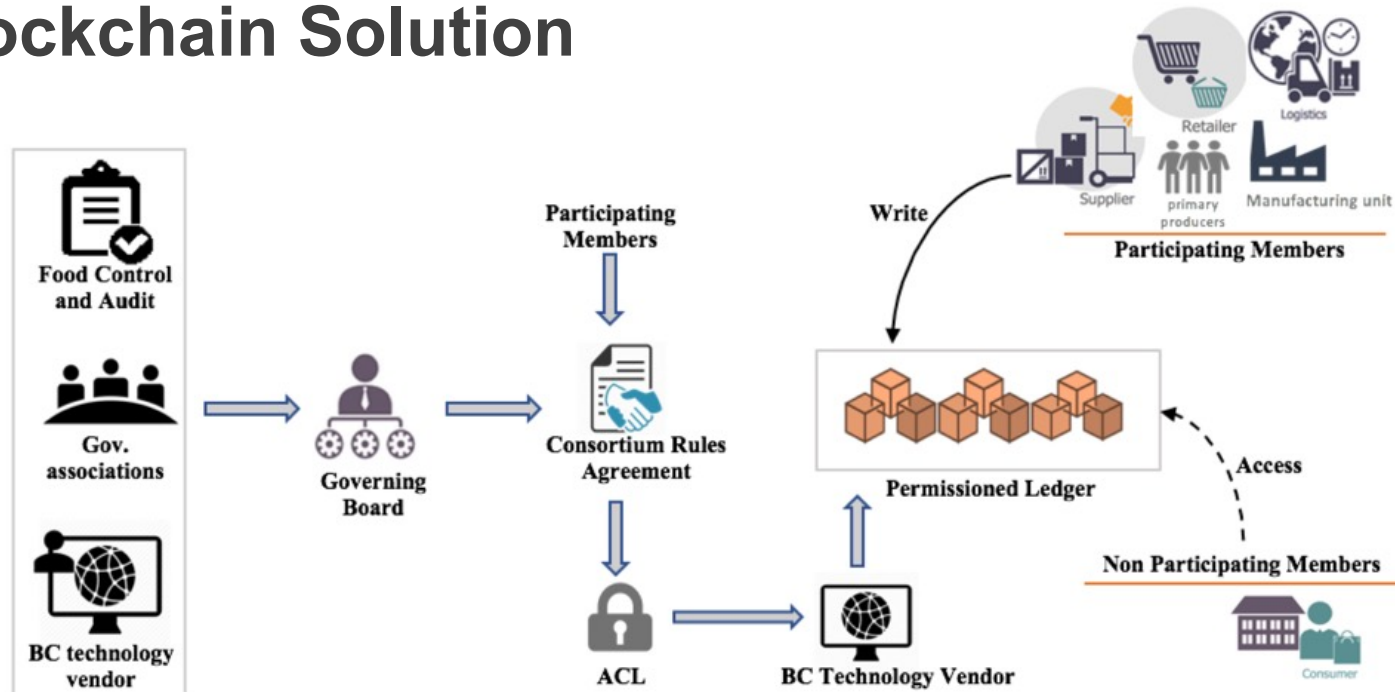 ockchain Solution
Food Control
and Audit
Gov.
associations
BC technology
vendor
Governing
Board
Participating
Members
Consortium Rules
Agreement
ACL
BC Technology Vendor
Permissioned Ledger
Write
Supplier
Retailer
primary
producers
Logistics
Manufacturing unit
Participating Members
Access
Non Participating Members
Consumer